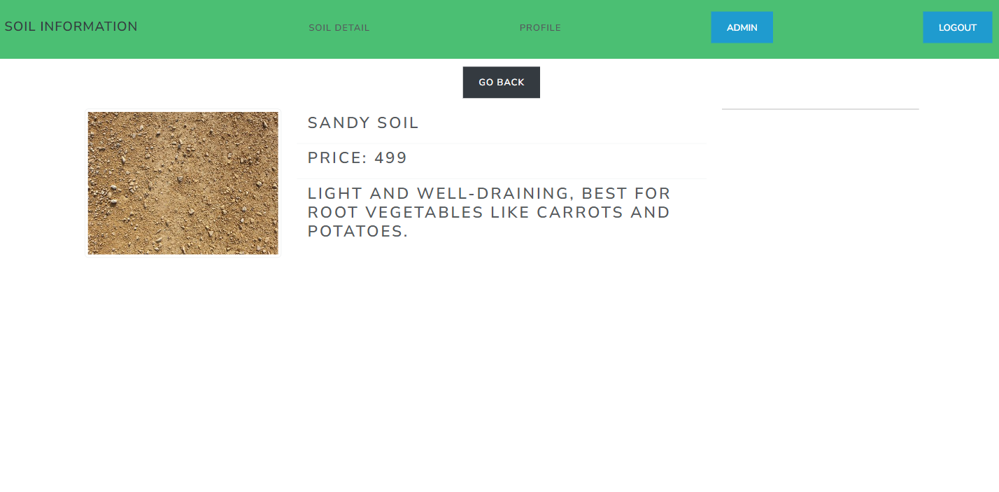 SOIL INFORMATION
SOIL DETAIL
PROFILE
ADMIN
LOGOUT
GO BACK
SANDY SOIL
PRICE: 499
LIGHT AND WELL-DRAINING, BEST FOR
ROOT VEGETABLES LIKE CARROTS AND
POTATOES.